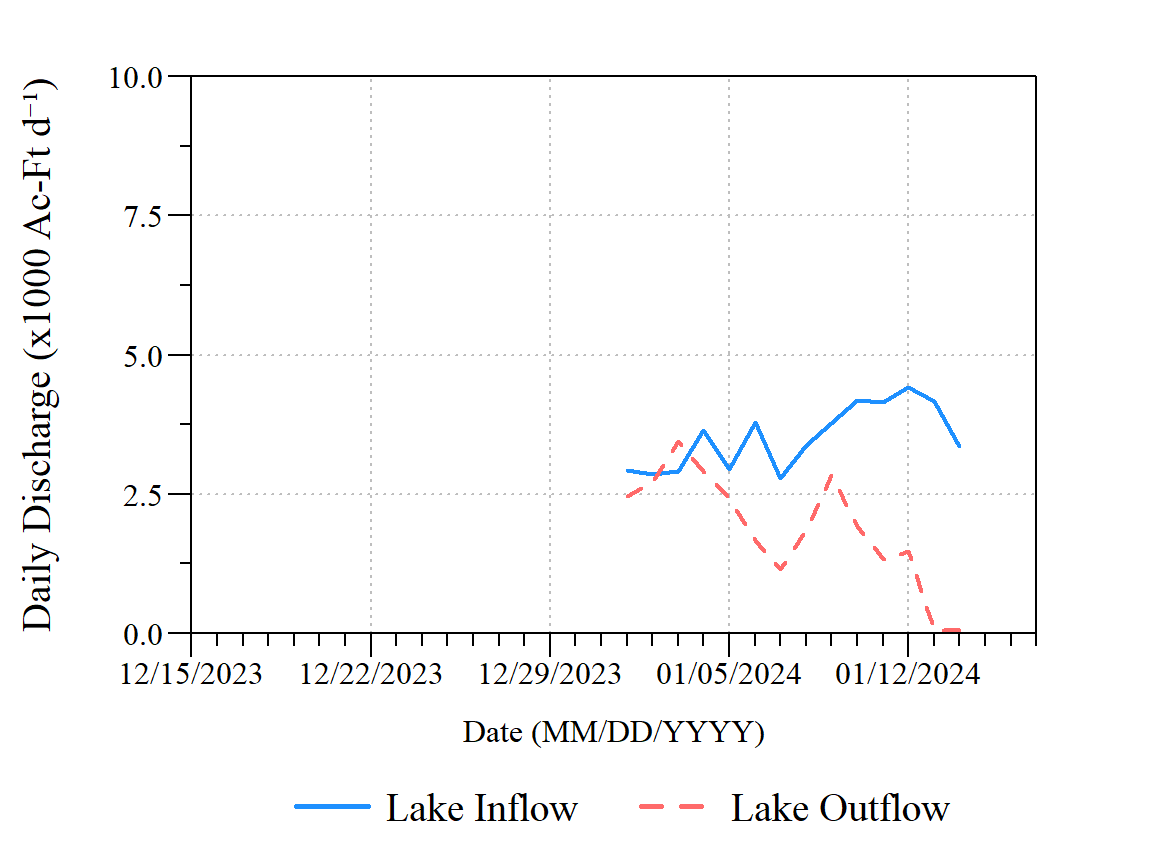 Daily Discharge (x1000 Ac-Ft d⁻¹)
10.0
7.5
5.0
2.5
0.0
12/15/2023 12/22/2023 12/29/2023 01/05/2024 01/12/2024
Date (MM/DD/YYYY)
Lake Inflow Lake Outflow